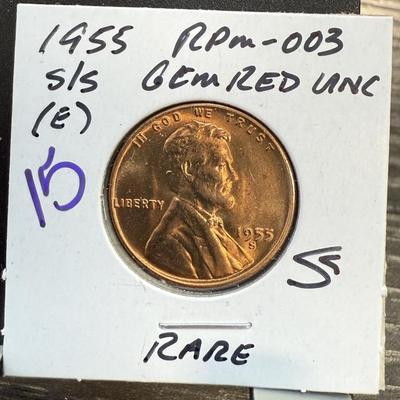 1955 RPM-003
S/S GEM RED UNC
(E)
15
IN GOD WE TRUST
LIBERTY
1955
S
S
RARE